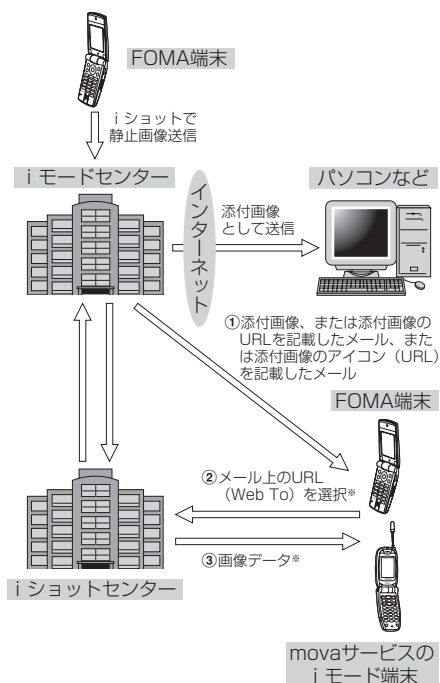 FOMA端末
iショットで
静止画像送信
iモードセンター
インターネット
添付画像
として送信
パソコンなど
①添付画像、または添付画像の
URLを記載したメール、また
は添付画像のアイコン（URL）
を記載したメール
FOMA端末
②メール上のURL
（Web To）を選択※
③画像データ※
iショットセンター
movaサービスの
iモード端末